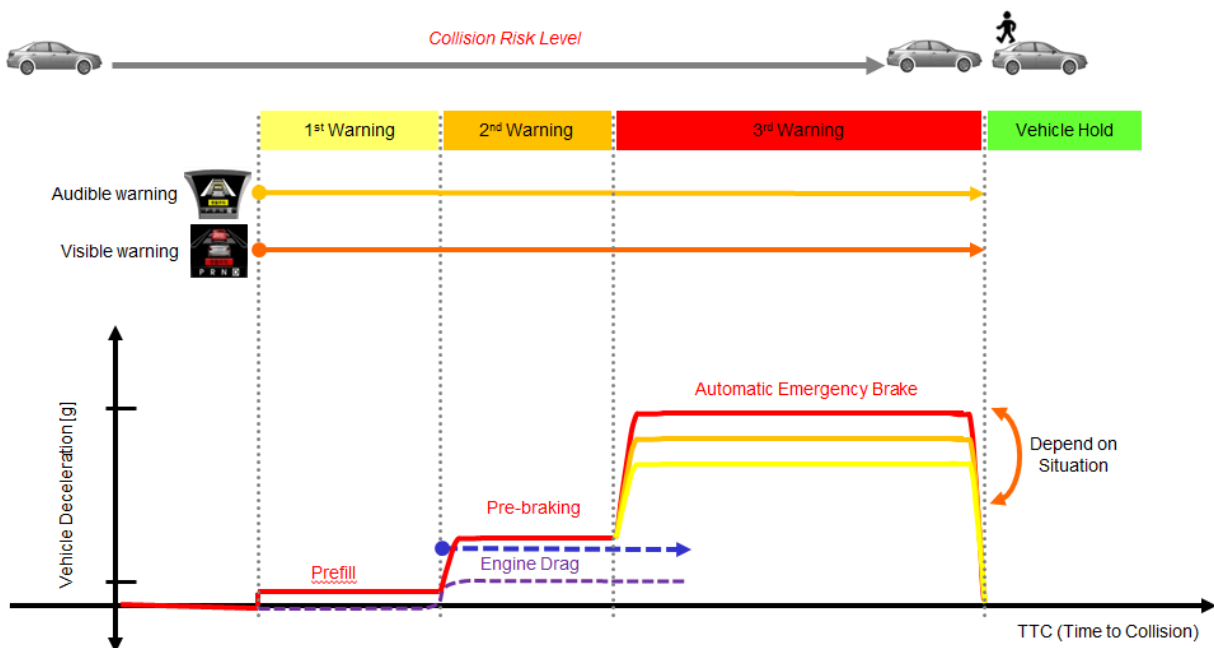 Collision Risk Level
1st Warning
2nd Warning
3rd Warning
Vehicle Hold
Audible warning
Visible warning
P R N
Vehicle Deceleration [g]
Automatic Emergency Brake
Depend on
Situation
Pre-braking
Engine Drag
Prefill
TTC (Time to Collision)